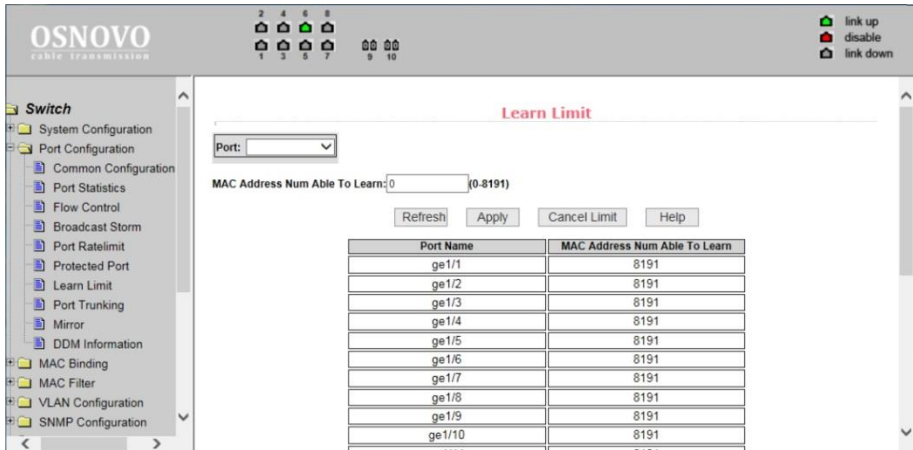 OSNOVO
cable transmission
2 4 6 8
1 3 5 7 9 10
link up
disable
link down
Switch
System Configuration
Port Configuration
Common Configuration
Port Statistics
Flow Control
Broadcast Storm
Port Ratelimit
Protected Port
Learn Limit
Port Trunking
Mirror
DDM Information
MAC Binding
MAC Filter
VLAN Configuration
SNMP Configuration
Learn Limit
Port:
MAC Address Num Able To Learn: 0 (0-8191)
Refresh Apply Cancel Limit Help
Port Name MAC Address Num Able To Learn
ge1/1 8191
ge1/2 8191
ge1/3 8191
ge1/4 8191
ge1/5 8191
ge1/6 8191
ge1/7 8191
ge1/8 8191
ge1/9 8191
ge1/10 8191